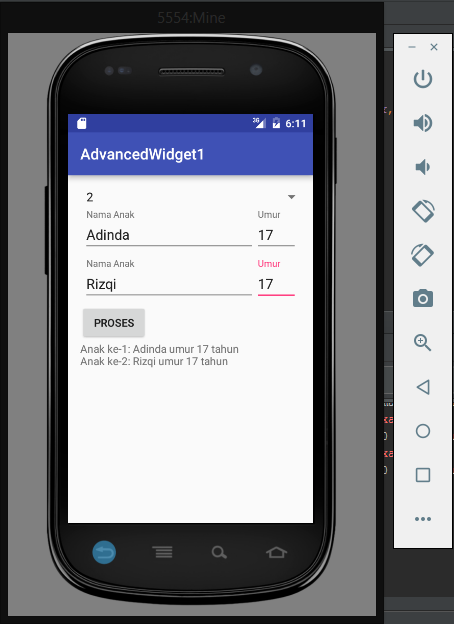 5554:Mine
3G 6:11
AdvancedWidget1
2
Nama Anak Umur
Adinda 17
Nama Anak Umur
Rizqi 17
PROSES
Anak ke-1: Adinda umur 17 tahun
Anak ke-2: Rizqi umur 17 tahun